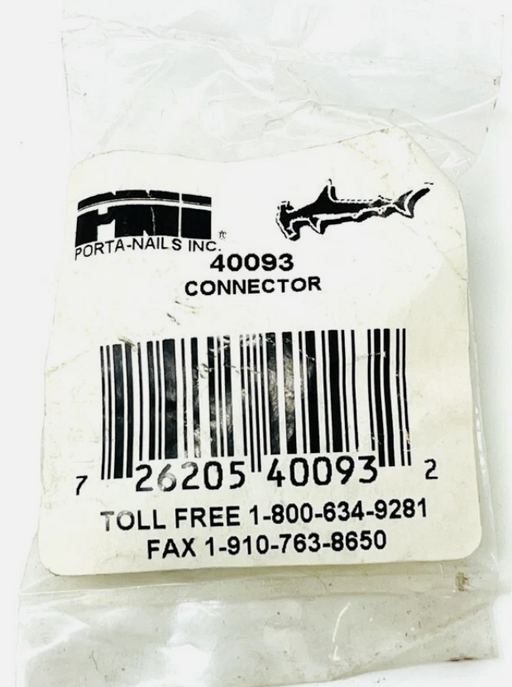 PNI
PORTA-NAILS INC.®
40093
CONNECTOR
7 26205 40093 2
TOLL FREE 1-800-634-9281
FAX 1-910-763-8650